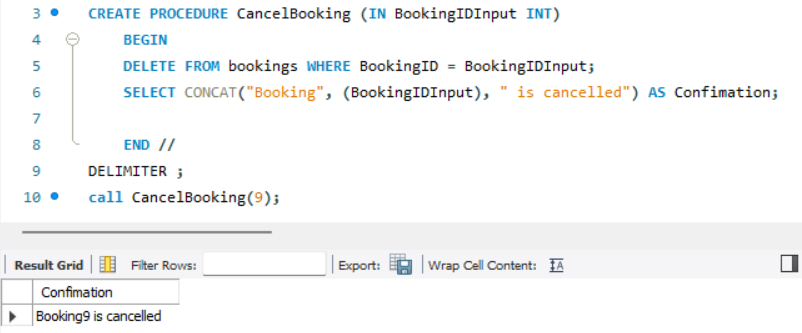 3 CREATE PROCEDURE CancelBooking (IN BookingIDInput INT)
4 BEGIN
5 DELETE FROM bookings WHERE BookingID = BookingIDInput;
6 SELECT CONCAT("Booking", (BookingIDInput), " is cancelled") AS Confimation;
7
8 END //
9 DELIMITER ;
10 call CancelBooking(9);
Result Grid Filter Rows: Export: Wrap Cell Content: IA
Confimation
Booking9 is cancelled